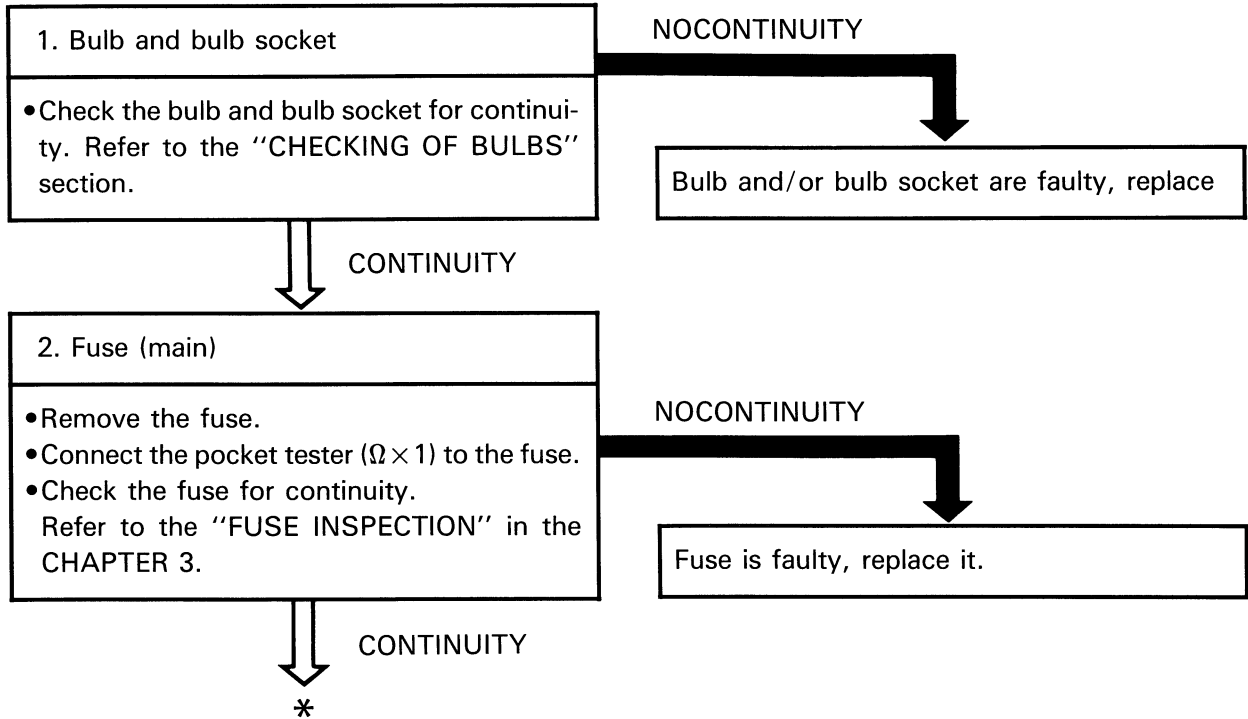 1. Bulb and bulb socket
NOCONTINUITY
•Check the bulb and bulb socket for continui-
ty. Refer to the ‘‘CHECKING OF BULBS’’
section.
Bulb and/or bulb socket are faulty, replace
CONTINUITY
2. Fuse (main)
NOCONTINUITY
•Remove the fuse.
•Connect the pocket tester (Ω×1) to the fuse.
•Check the fuse for continuity.
Refer to the ‘‘FUSE INSPECTION’’ in the
CHAPTER 3.
Fuse is faulty, replace it.
CONTINUITY
*